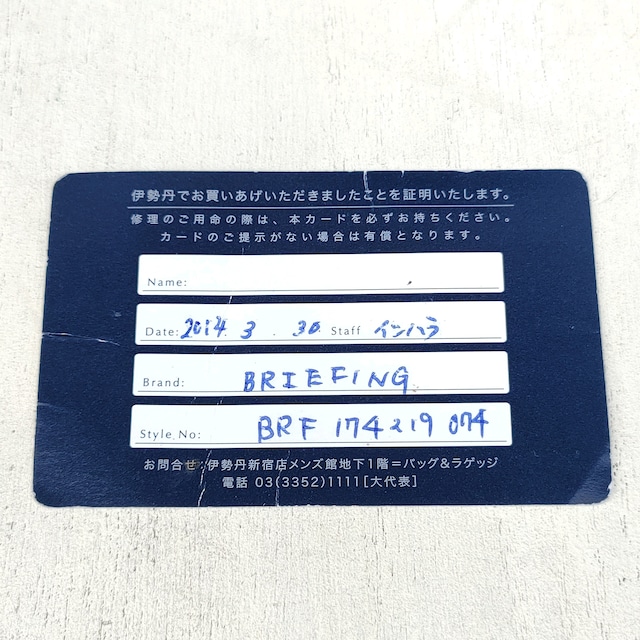 伊勢丹でお買いあげいただきましたことを証明いたします。
修理のご用命の際は、本カードを必ずお持ちください。
カードのご提示がない場合は有償となります。
Name:
Date: 2014. 3 . 30 Staff イシハラ
Brand: BRIEFING
Style, No: BRF 174219 074
お問合せ:伊勢丹新宿店メンズ館地下1階=バッグ&ラゲッジ
電話 03(3352)1111[大代表]